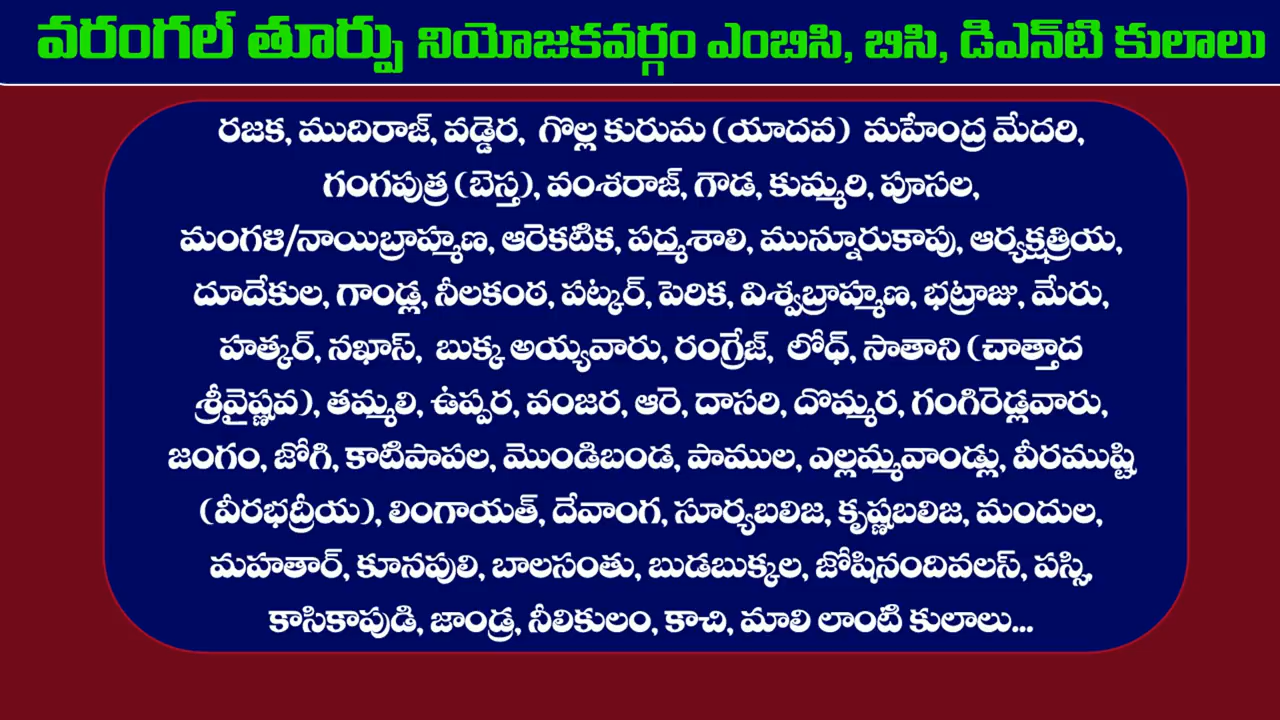 వరంగల్ తూర్పు నియోజకవర్గం ఎంబిసి, బిసి, డిఎన్‌టి కులాలు
రజక, ముదిరాజ్, వడ్డెర, గొల్ల కురుమ (యాదవ) మహేంద్ర మేదరి,
గంగపుత్ర (బెస్త), వంశరాజ్, గౌడ, కుమ్మరి, పూసల,
మంగళి/నాయిబ్రాహ్మణ, ఆరెకటిక, పద్మశాలి, మున్నూరుకాపు, ఆర్యక్షత్రియ,
దూదేకుల, గాండ్ల, నీలకంఠ, పట్కర్, పెరిక, విశ్వబ్రాహ్మణ, భట్రాజు, మేరు,
హత్కర్, నఖాస్, బుక్క అయ్యవారు, రంగ్రేజ్, లోధ్, సాతాని (చాత్తాద
శ్రీవైష్ణవ), తమ్మలి, ఉప్పర, వంజర, ఆరె, దాసరి, దొమ్మర, గంగిరెడ్లవారు,
జంగం, జోగి, కాటిపాపల, మొండిబండ, పాముల, ఎల్లమ్మవాండ్లు, వీరముష్టి
(వీరభద్రీయ), లింగాయత్, దేవాంగ, సూర్యబలిజ, కృష్ణబలిజ, మందుల,
మహతార్, కూనపులి, బాలసంతు, బుడబుక్కల, జోషినందివలస్, పస్సి,
కాసికాపుడి, జాండ్ర, నీలికులం, కాచి, మాలి లాంటి కులాలు...